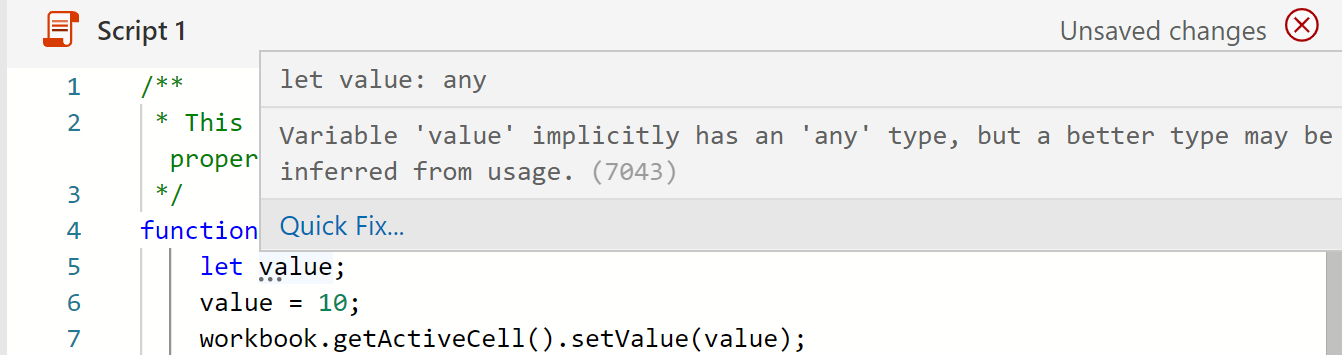 Script 1
Unsaved changes
let value: any
Variable 'value' implicitly has an 'any' type, but a better type may be
inferred from usage. (7043)
Quick Fix...
1 /**
2 * This
proper
3 */
4 function
5 let value;
6 value = 10;
7 workbook.getActiveCell().setValue(value);